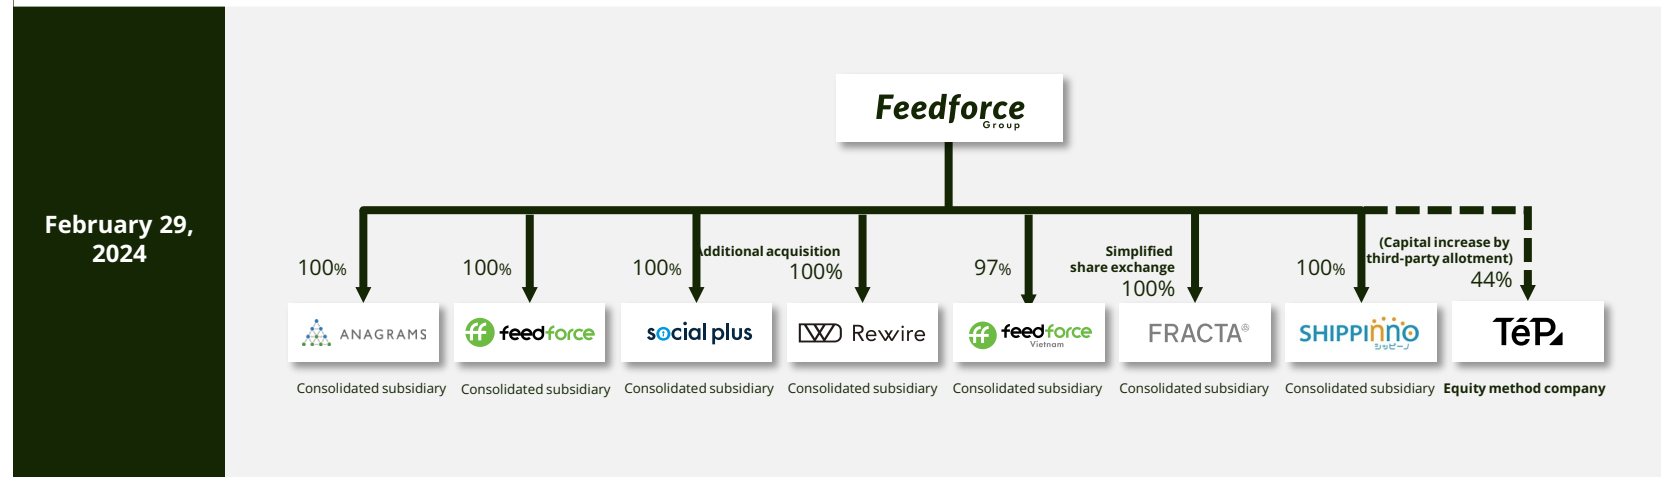 Feedforce
Group
February 29,
2024
100%
100%
100%
Additional acquisition
100%
97%
Simplified
share exchange
100%
100%
(Capital increase by
third-party allotment)
44%
ANAGRAMS
feedforce
social plus
Rewire
feedforce
Vietnam
FRACTA®
SHIPPINNO
シッピーノ
TéP
Consolidated subsidiary
Consolidated subsidiary
Consolidated subsidiary
Consolidated subsidiary
Consolidated subsidiary
Consolidated subsidiary
Consolidated subsidiary
Equity method company